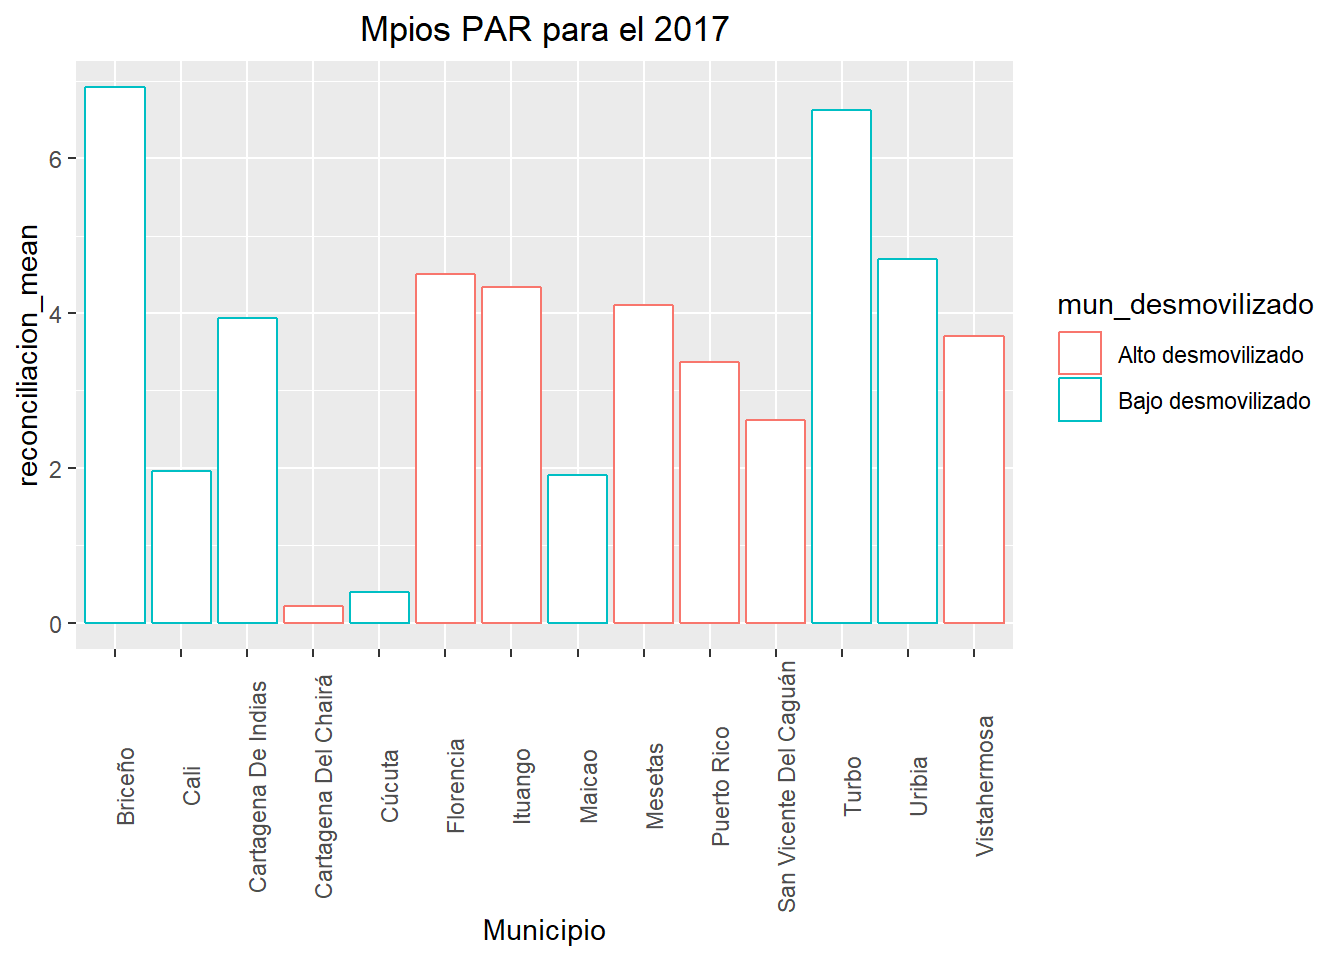 Mpios PAR para el 2017
reconciliacion_mean
6
4
2
0
Briceño
Cali
Cartagena De Indias
Cartagena Del Chairá
Cúcuta
Florencia
Ituango
Maicao
Mesetas
Puerto Rico
San Vicente Del Caguán
Turbo
Uribia
Vistahermosa
Municipio
mun_desmovilizado
Alto desmovilizado
Bajo desmovilizado